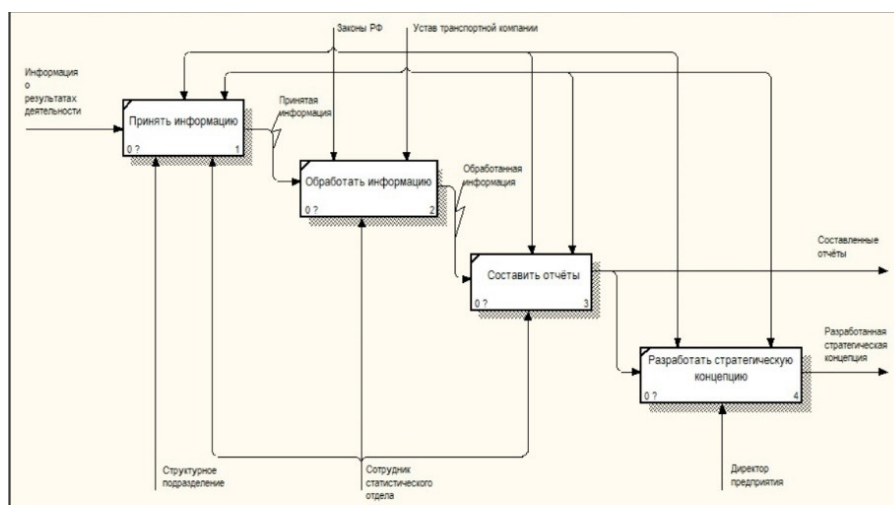 Законы РФ
Устав транспортной компании
Информация
о
результатах
деятельности
Принять информацию
0 ?
1
Принятая
информация
Обработать информацию
0 ?
2
Обработанная
информация
Составить отчёты
0 ?
3
Составленные
отчёты
Разработать стратегическую
концепцию
0 ?
4
Разработанная
стратегическая
концепция
Структурное
подразделение
Сотрудник
статистического
отдела
Директор
предприятия